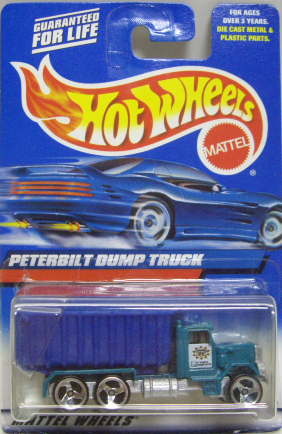 GUARANTEED
FOR LIFE
FOR AGES
OVER 3 YEARS.
DIE CAST METAL &
PLASTIC PARTS.
Hot Wheels
MATTEL
PETERBILT DUMP TRUCK
MATTEL WHEELS